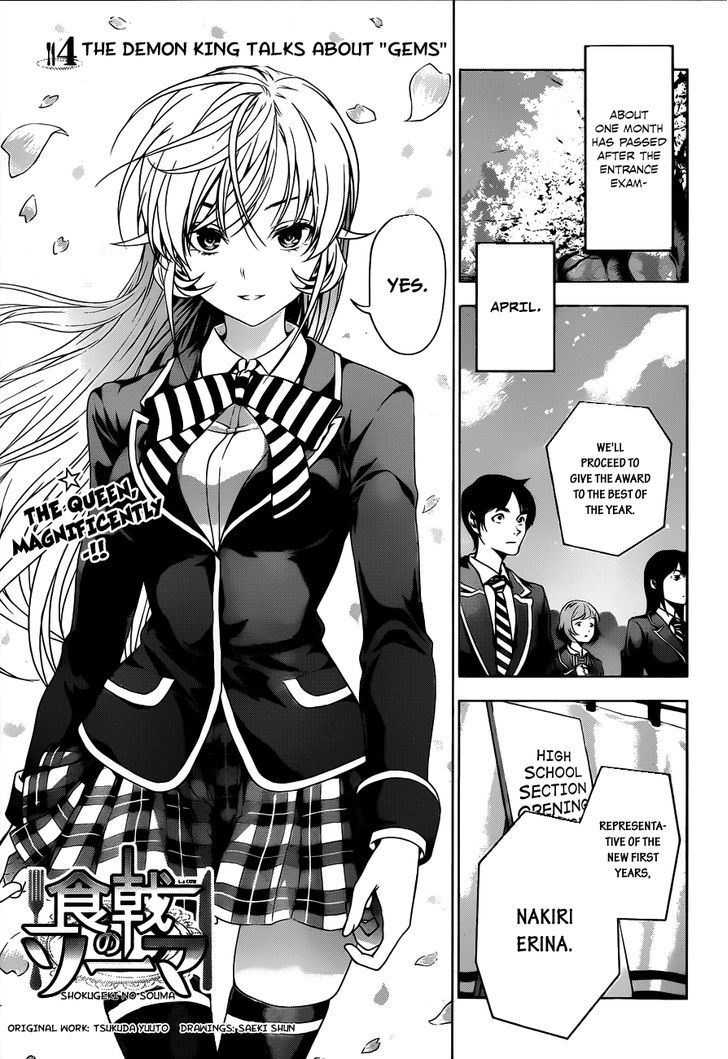 ABOUT
ONE MONTH
HAS PASSED
AFTER THE
ENTRANCE
EXAM-
APRIL.
WE'LL
PROCEED TO
GIVE THE AWARD
TO THE BEST OF
THE YEAR.
HIGH
SCHOOL
SECTION
OPENING
REPRESENTA-
TIVE OF THE
NEW FIRST
YEARS,
NAKIRI
ERINA.
4 THE DEMON KING TALKS ABOUT "GEMS"
YES.
THE QUEEN,
MAGNIFICENTLY
-!!
食戟の
ソーマ
SHOKUGEKI NO SOUMA
ORIGINAL WORK: TSUKUDA YUUTO DRAWINGS: SAEKI SHUN